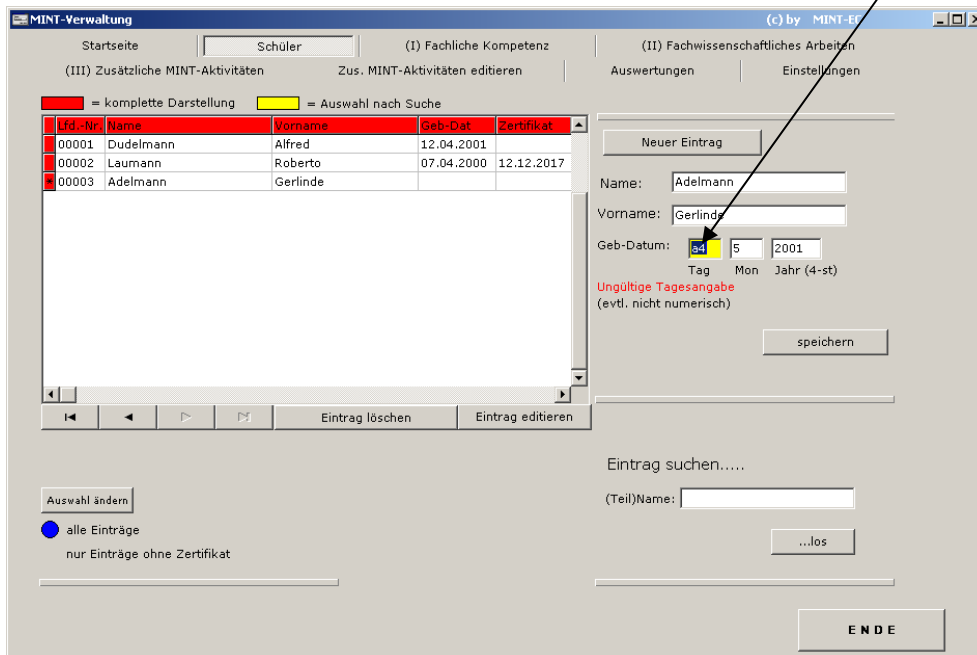 MINT-Verwaltung (c) by MINT-EC
Startseite Schüler (I) Fachliche Kompetenz (II) Fachwissenschaftliches Arbeiten
(III) Zusätzliche MINT-Aktivitäten Zus. MINT-Aktivitäten editieren Auswertungen Einstellungen
= komplette Darstellung = Auswahl nach Suche
Lfd.-Nr. Name Vorname Geb-Dat Zertifikat
00001 Dudelmann Alfred 12.04.2001
00002 Laumann Roberto 07.04.2000 12.12.2017
00003 Adelmann Gerlinde
Eintrag löschen Eintrag editieren
Auswahl ändern
alle Einträge
nur Einträge ohne Zertifikat
Neuer Eintrag
Name: Adelmann
Vorname: Gerlinde
Geb-Datum: a4 5 2001
Tag Mon Jahr (4-st)
Ungültige Tagesangabe
(evtl. nicht numerisch)
speichern
Eintrag suchen.....
(Teil)Name:
...los
ENDE